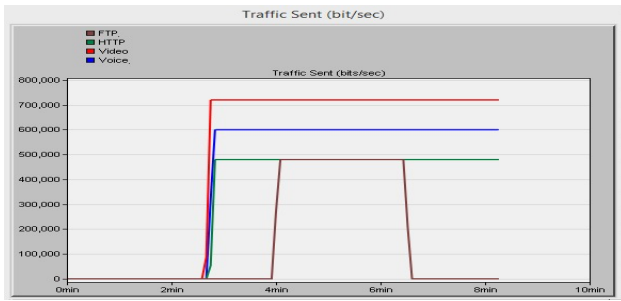 Traffic Sent (bit/sec)
FTP.
HTTP
Video
Voice.
Traffic Sent (bits/sec)
800,000
700,000
600,000
500,000
400,000
300,000
200,000
100,000
0
0min 2min 4min 6min 8min 10min